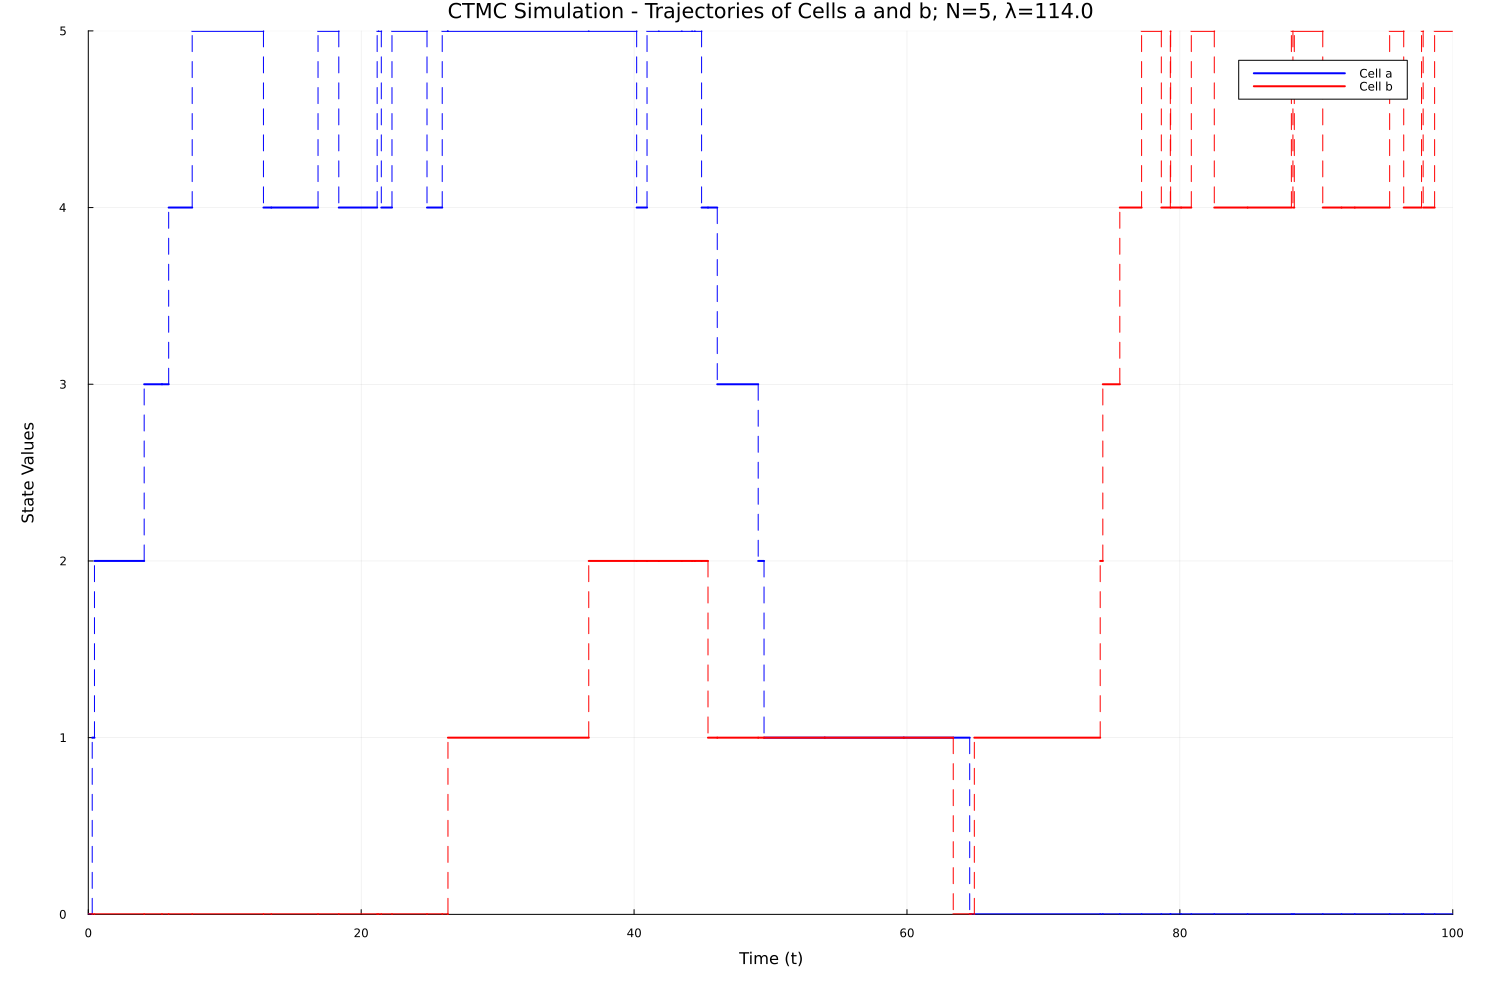 CTMC Simulation - Trajectories of Cells a and b; N=5, λ=114.0
5
Cell a
Cell b
4
3
State Values
2
1
0
0 20 40 60 80 100
Time (t)